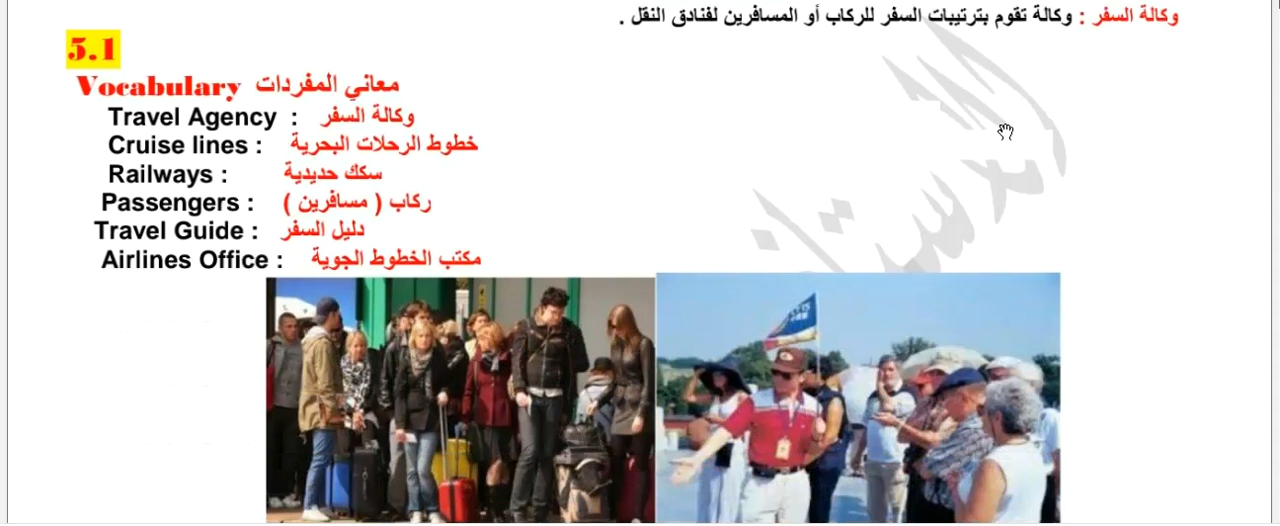 وكالة السفر : وكالة تقوم بترتيبات السفر للركاب أو المسافرين لفنادق النقل .
5.1
Vocabulary معاني المفردات
Travel Agency : وكالة السفر
Cruise lines : خطوط الرحلات البحرية
Railways : سكك حديدية
Passengers : ركاب ( مسافرين )
Travel Guide : دليل السفر
Airlines Office : مكتب الخطوط الجوية